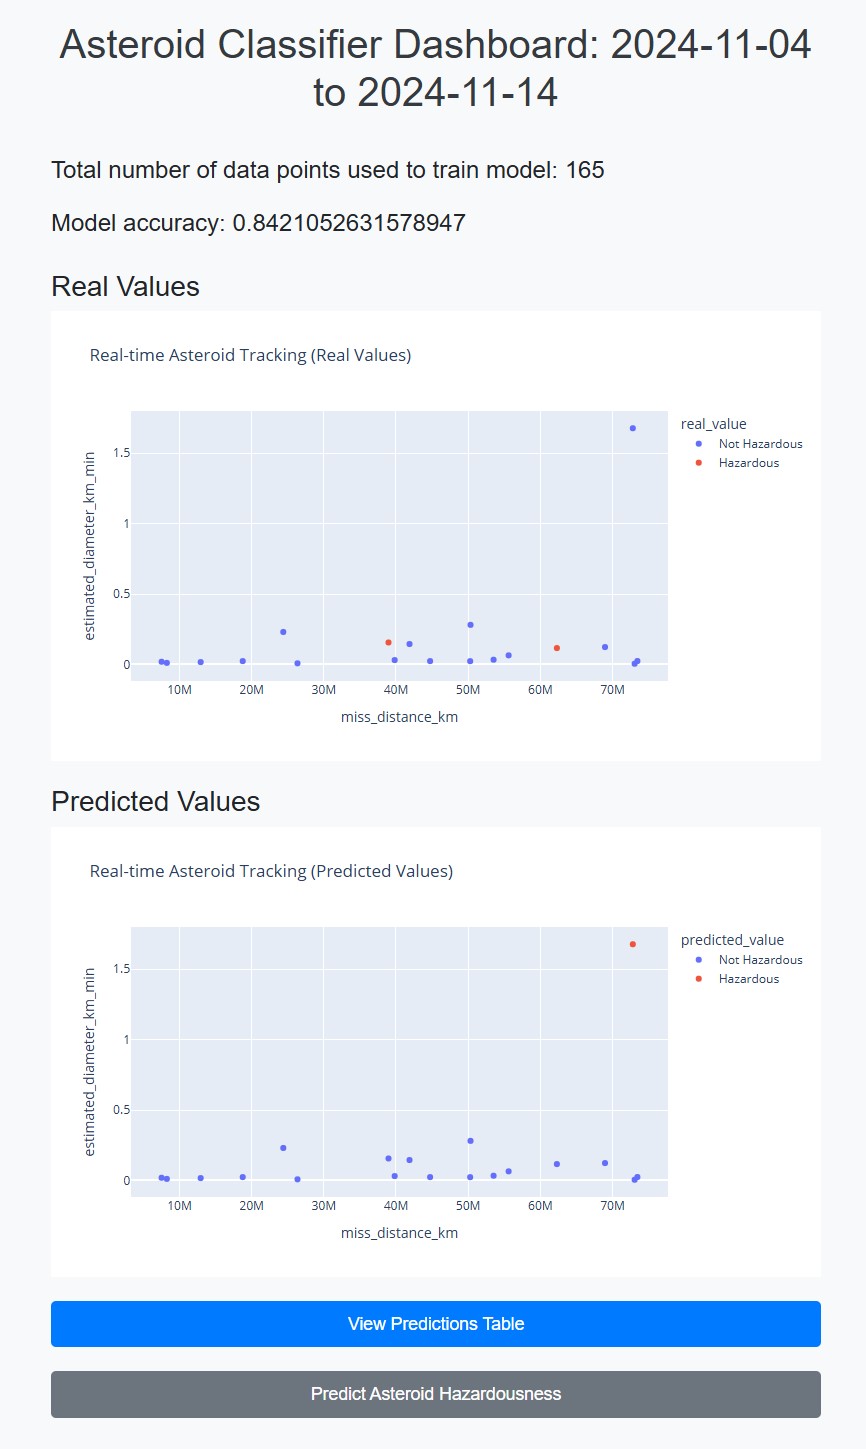 Asteroid Classifier Dashboard: 2024-11-04
to 2024-11-14
Total number of data points used to train model: 165
Model accuracy: 0.8421052631578947
Real Values
Real-time Asteroid Tracking (Real Values)
real_value
Not Hazardous
Hazardous
estimated_diameter_km_min
1.5
1
0.5
0
10M 20M 30M 40M 50M 60M 70M
miss_distance_km
Predicted Values
Real-time Asteroid Tracking (Predicted Values)
predicted_value
Not Hazardous
Hazardous
estimated_diameter_km_min
1.5
1
0.5
0
10M 20M 30M 40M 50M 60M 70M
miss_distance_km
View Predictions Table
Predict Asteroid Hazardousness